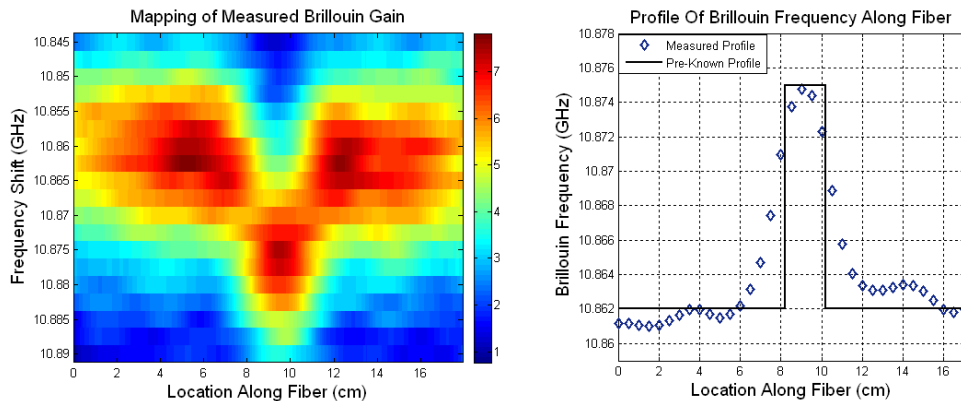 Mapping of Measured Brillouin Gain
10.845
10.85
10.855
10.86
10.865
10.87
10.875
10.88
10.885
10.89
Frequency Shift (GHz)
0 2 4 6 8 10 12 14 16
Location Along Fiber (cm)
7
6
5
4
3
2
1
Profile Of Brillouin Frequency Along Fiber
Measured Profile
Pre-Known Profile
10.878
10.876
10.874
10.872
10.87
10.868
10.866
10.864
10.862
10.86
Brillouin Frequency (GHz)
0 2 4 6 8 10 12 14 16
Location Along Fiber (cm)